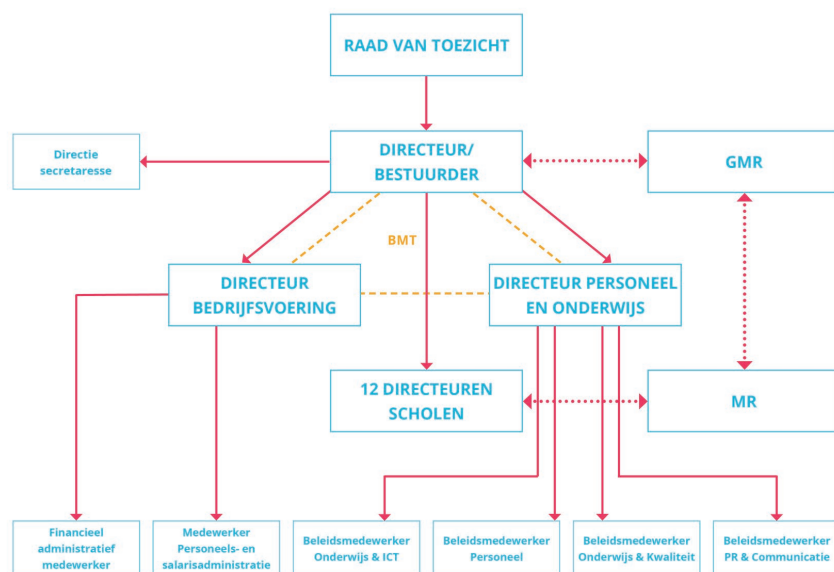 RAAD VAN TOEZICHT
Directie
secretaresse
DIRECTEUR/
BESTUURDER
GMR
BMT
DIRECTEUR
BEDRIJFSVOERING
DIRECTEUR PERSONEEL
EN ONDERWIJS
12 DIRECTEUREN
SCHOLEN
MR
Financieel
administratief
medewerker
Medewerker
Personeels- en
salarisadministratie
Beleidsmedewerker
Onderwijs & ICT
Beleidsmedewerker
Personeel
Beleidsmedewerker
Onderwijs & Kwaliteit
Beleidsmedewerker
PR & Communicatie